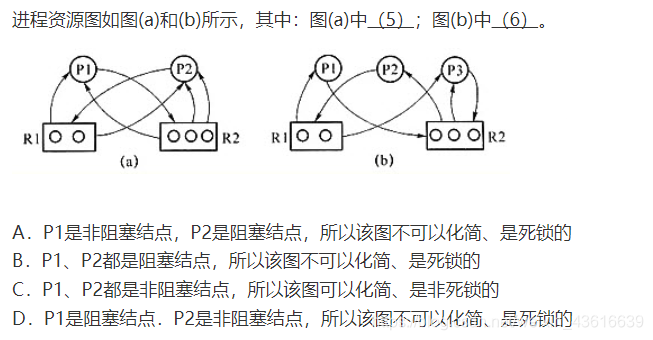 进程资源图如图(a)和(b)所示，其中：图(a)中 （5） ；图(b)中 （6） 。
P1 P2 P1 P2 P3
R1 R2 R1 R2
(a) (b)
A．P1是非阻塞结点，P2是阻塞结点，所以该图不可以化简、是死锁的
B．P1、P2都是阻塞结点，所以该图不可以化简、是死锁的
C．P1、P2都是非阻塞结点，所以该图可以化简、是非死锁的
D．P1是阻塞结点．P2是非阻塞结点，所以该图不可以化简、是死锁的
43616639